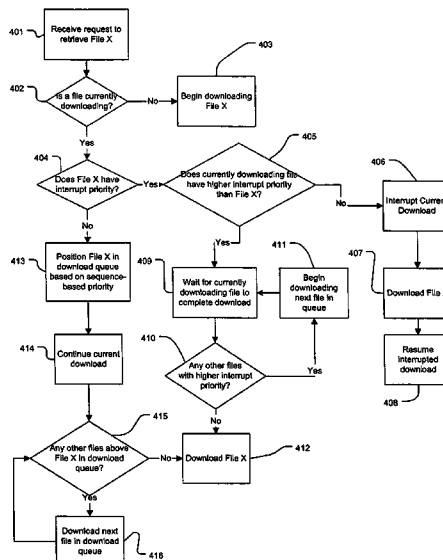 401
Receive request to
retrieve File X
402
Is a file currently
downloading?
No
403
Begin downloading
File X
Yes
404
Does File X have
interrupt priority?
Yes
405
Does currently downloading file
have higher interrupt priority
than File X?
No
406
Interrupt Current
Download
407
Download File X
Resume
interrupted
download
408
No
413
Position File X in
download queue
based on sequence-
based priority
Yes
409
Wait for currently
downloading file to
complete download
411
Begin
downloading
next file in
queue
410
Any other files
with higher interrupt
priority?
Yes
No
414
Continue current
download
415
Any other files above
File X in download
queue?
No
Download File X
412
Yes
Download next
file in download
queue
416